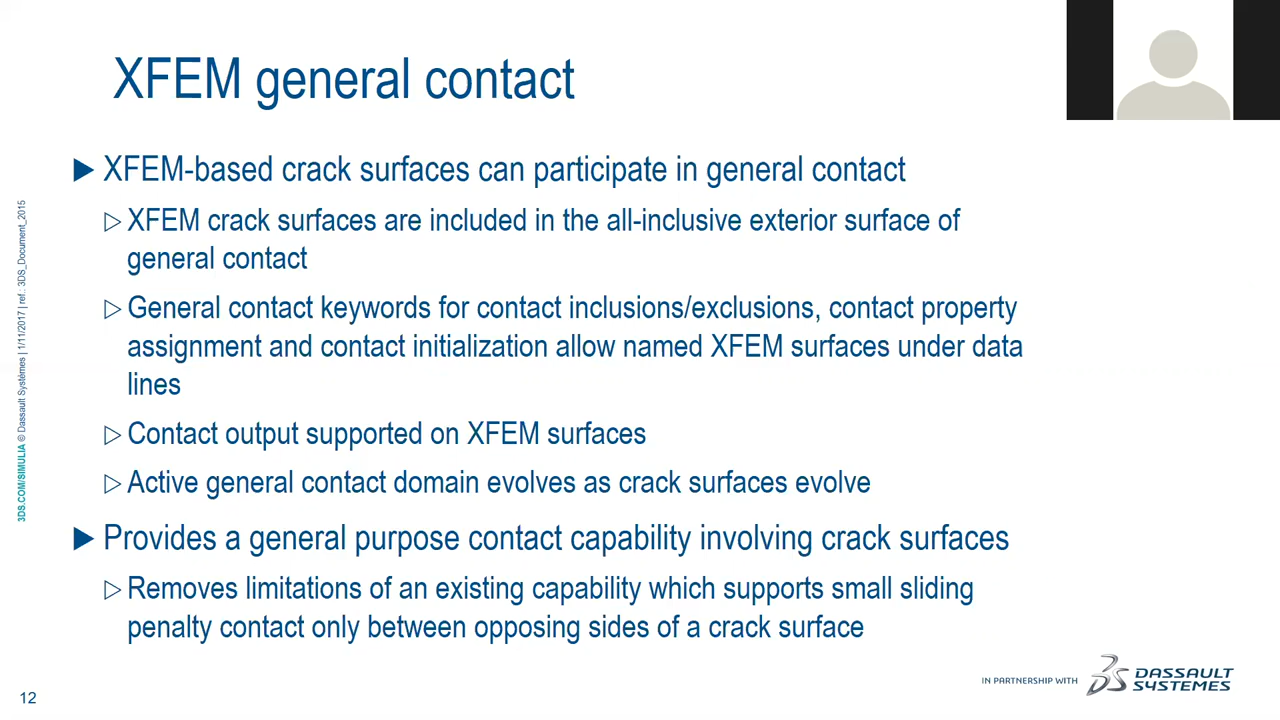 XFEM general contact
XFEM-based crack surfaces can participate in general contact
XFEM crack surfaces are included in the all-inclusive exterior surface of
general contact
General contact keywords for contact inclusions/exclusions, contact property
assignment and contact initialization allow named XFEM surfaces under data
lines
Contact output supported on XFEM surfaces
Active general contact domain evolves as crack surfaces evolve
Provides a general purpose contact capability involving crack surfaces
Removes limitations of an existing capability which supports small sliding
penalty contact only between opposing sides of a crack surface
3DS.COM/SIMULIA © Dassault Systèmes | 1/11/2017 | ref.: 3DS_Document_2015
IN PARTNERSHIP WITH
DASSAULT
SYSTEMES
12